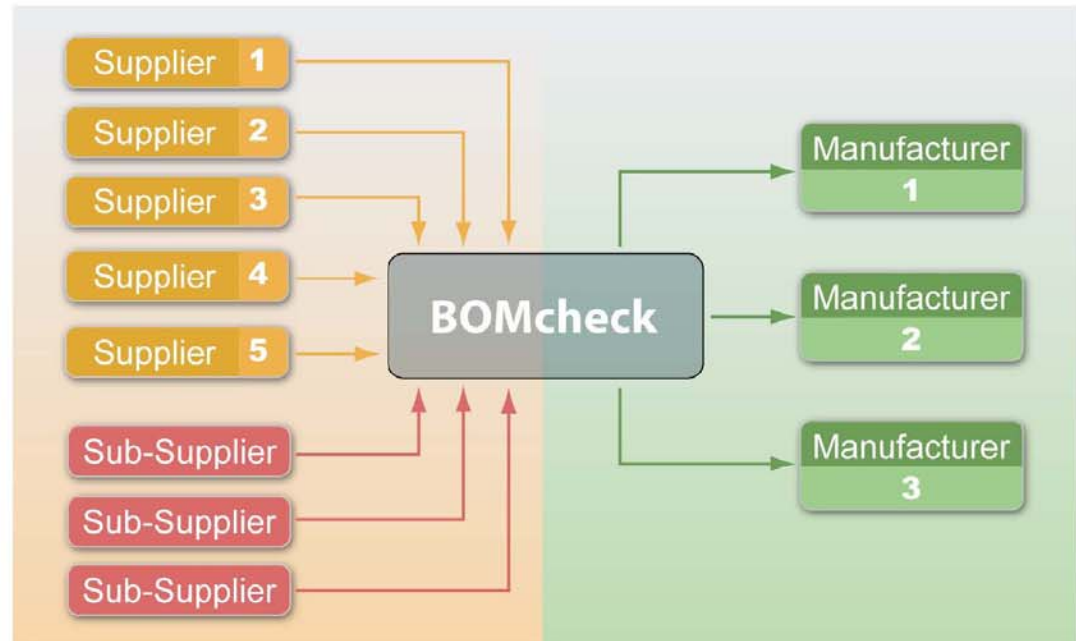 Supplier 1
Supplier 2
Supplier 3
Supplier 4
Supplier 5
Sub-Supplier
Sub-Supplier
Sub-Supplier
BOMcheck
Manufacturer
1
Manufacturer
2
Manufacturer
3